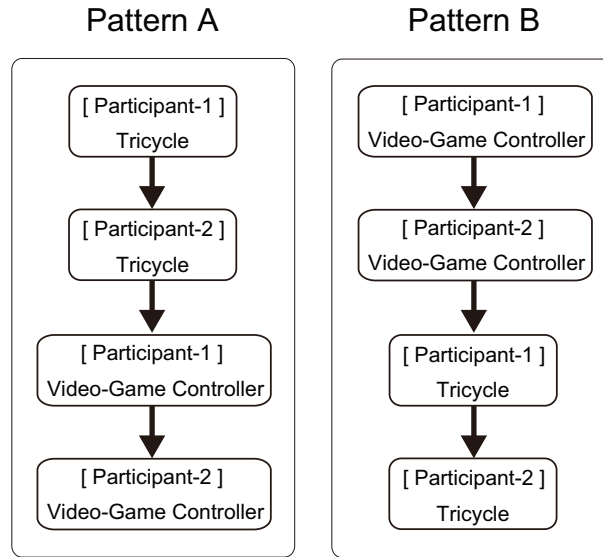 Pattern A
[ Participant-1 ]
Tricycle
[ Participant-2 ]
Tricycle
[ Participant-1 ]
Video-Game Controller
[ Participant-2 ]
Video-Game Controller
Pattern B
[ Participant-1 ]
Video-Game Controller
[ Participant-2 ]
Video-Game Controller
[ Participant-1 ]
Tricycle
[ Participant-2 ]
Tricycle